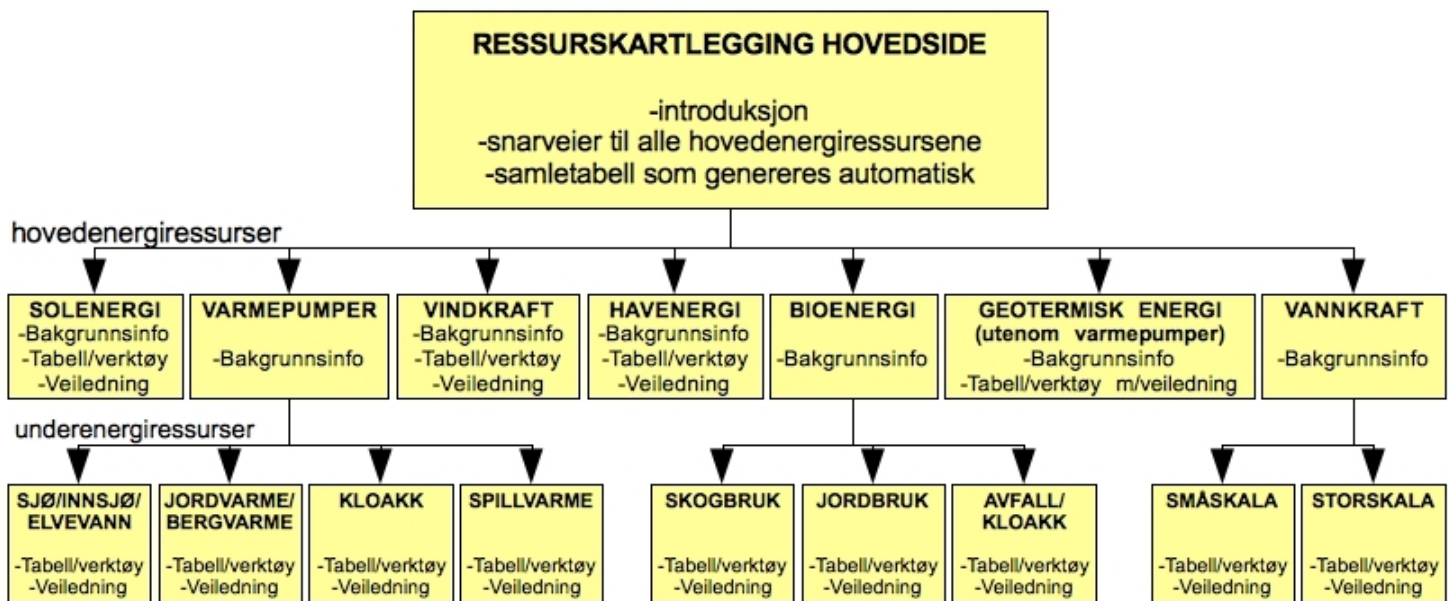 RESSURSKARTLEGGING HOVEDSIDE
-introduksjon
-snarveier til alle hovedenergiressursene
-samletabell som genereres automatisk
hovedenergiressurser
SOLENERGI
-Bakgrunnsinfo
-Tabell/verktøy
-Veiledning
VARMEPUMPER
-Bakgrunnsinfo
VINDKRAFT
-Bakgrunnsinfo
-Tabell/verktøy
-Veiledning
HAVENERGI
-Bakgrunnsinfo
-Tabell/verktøy
-Veiledning
BIOENERGI
-Bakgrunnsinfo
GEOTERMISK ENERGI
(utenom varmepumper)
-Bakgrunnsinfo
-Tabell/verktøy m/veiledning
VANNKRAFT
-Bakgrunnsinfo
underenergiressurser
SJØ/INNSJØ/
ELVEVANN
-Tabell/verktøy
-Veiledning
JORDVARME/
BERGVARME
-Tabell/verktøy
-Veiledning
KLOAKK
-Tabell/verktøy
-Veiledning
SPILLVARME
-Tabell/verktøy
-Veiledning
SKOGBRUK
-Tabell/verktøy
-Veiledning
JORDBRUK
-Tabell/verktøy
-Veiledning
AVFALL/
KLOAKK
-Tabell/verktøy
-Veiledning
SMÅSKALA
-Tabell/verktøy
-Veiledning
STORSKALA
-Tabell/verktøy
-Veiledning